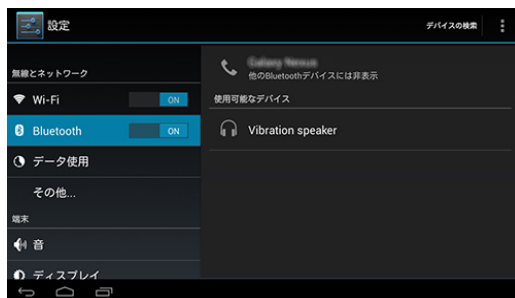 設定
デバイスの検索
無線とネットワーク
Wi-Fi
ON
Bluetooth
ON
データ使用
その他...
端末
音
ディスプレイ
他のBluetoothデバイスには非表示
使用可能なデバイス
Vibration speaker